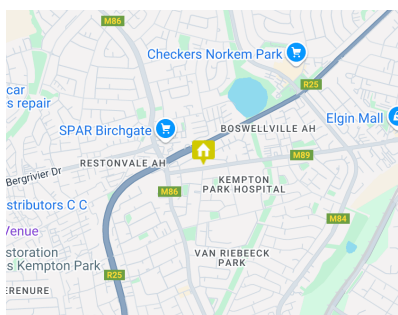 M86
Checkers Norkem Park
R25
car
s repair
Elgin Mall
SPAR Birchgate
BOSWELLVILLE AH
M89
RESTONVALE AH
Bergrivier Dr
KEMPTON
PARK HOSPITAL
M86
stributors C C
M84
Venue
storation
s Kempton Park
VAN RIEBEECK
PARK
R25
ERENURE